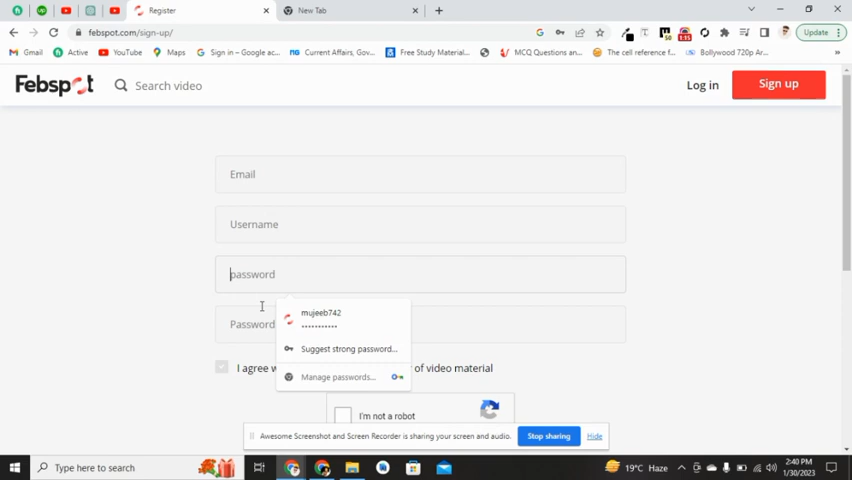 Register
New Tab
febspot.com/sign-up/
Update
Gmail
Active
YouTube
Maps
Sign in – Google ac...
Current Affairs, Gov...
Free Study Material...
MCQ Questions an...
The cell reference f...
Bollywood 720p Ar...
Febspot
Search video
Log in
Sign up
Email
Username
password
mujeeb742
Suggest strong password...
Password
Manage passwords...
I agree w
of video material
I'm not a robot
Awesome Screenshot and Screen Recorder is sharing your screen and audio.
Stop sharing
Hide
Type here to search
19°C Haze
2:40 PM
1/30/2023